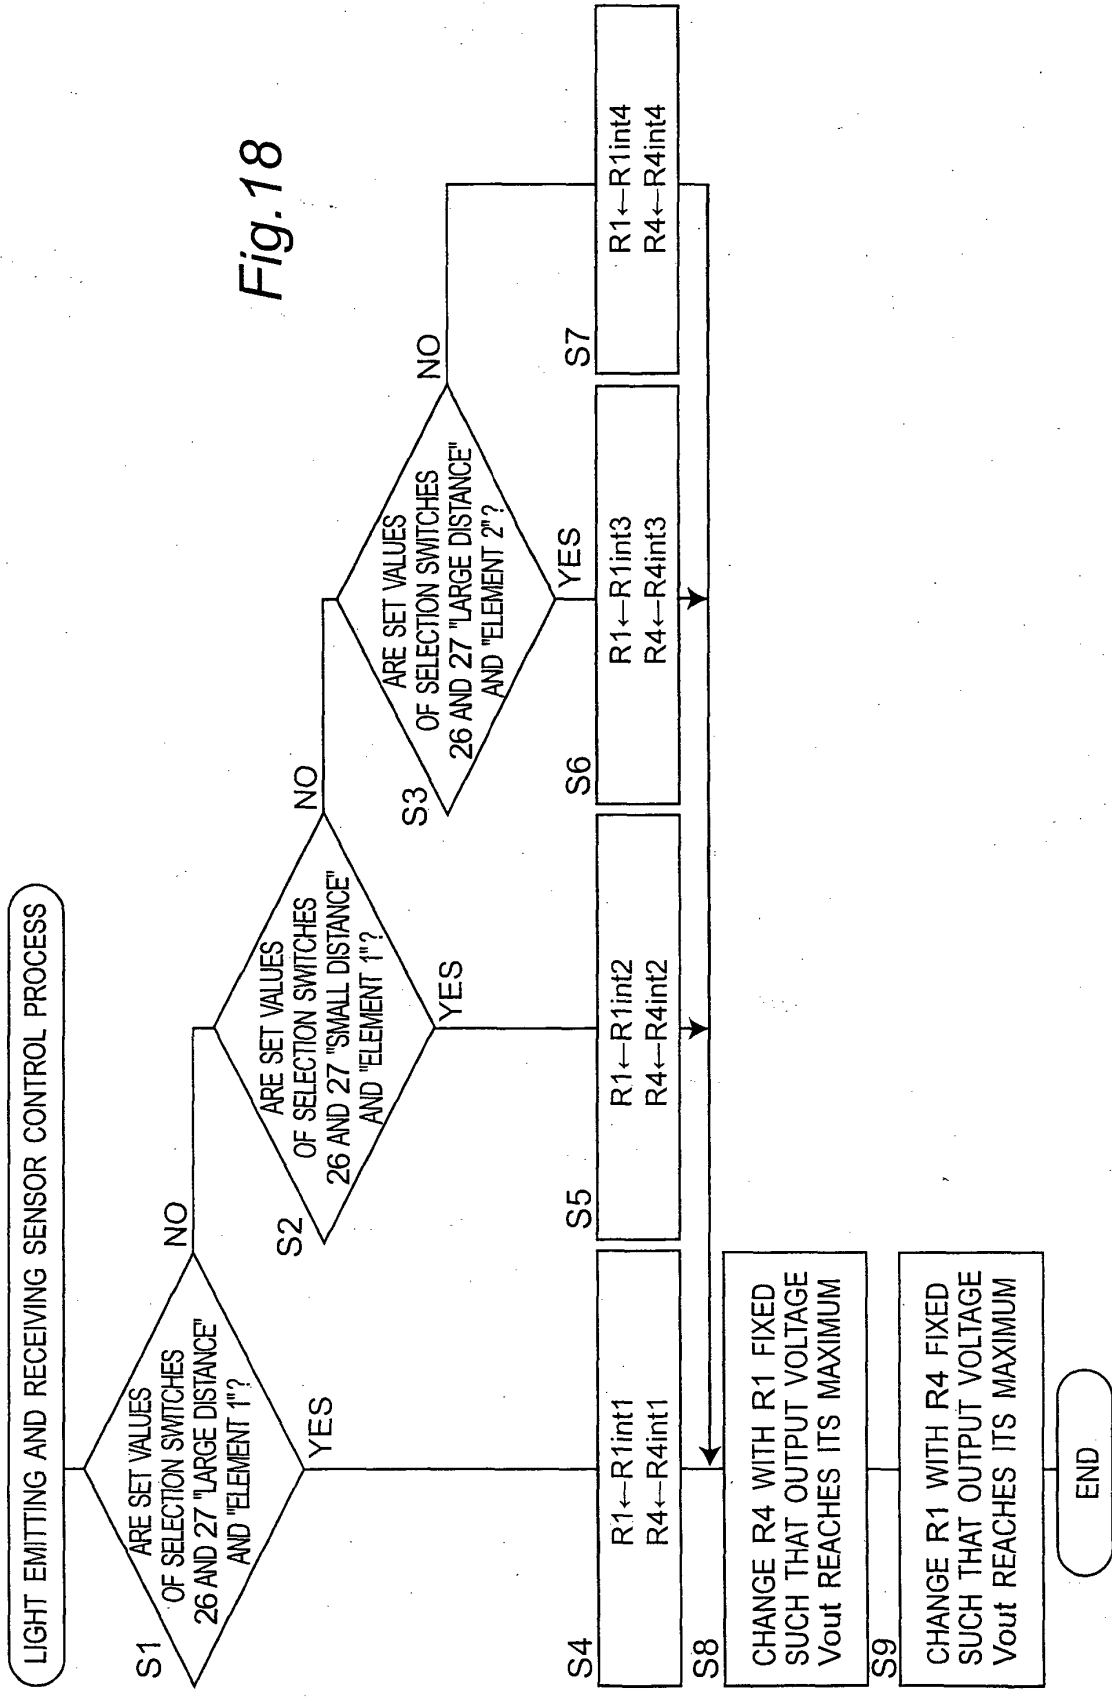 Fig.18
LIGHT EMITTING AND RECEIVING SENSOR CONTROL PROCESS
S1
ARE SET VALUES
OF SELECTION SWITCHES
26 AND 27 "LARGE DISTANCE"
AND "ELEMENT 1"?
NO
YES
S2
ARE SET VALUES
OF SELECTION SWITCHES
26 AND 27 "SMALL DISTANCE"
AND "ELEMENT 1"?
NO
YES
S3
ARE SET VALUES
OF SELECTION SWITCHES
26 AND 27 "LARGE DISTANCE"
AND "ELEMENT 2"?
NO
YES
S4
R1←R1int1
R4←R4int1
S5
R1←R1int2
R4←R4int2
S6
R1←R1int3
R4←R4int3
S7
R1←R1int4
R4←R4int4
S8
CHANGE R4 WITH R1 FIXED
SUCH THAT OUTPUT VOLTAGE
Vout REACHES ITS MAXIMUM
S9
CHANGE R1 WITH R4 FIXED
SUCH THAT OUTPUT VOLTAGE
Vout REACHES ITS MAXIMUM
END